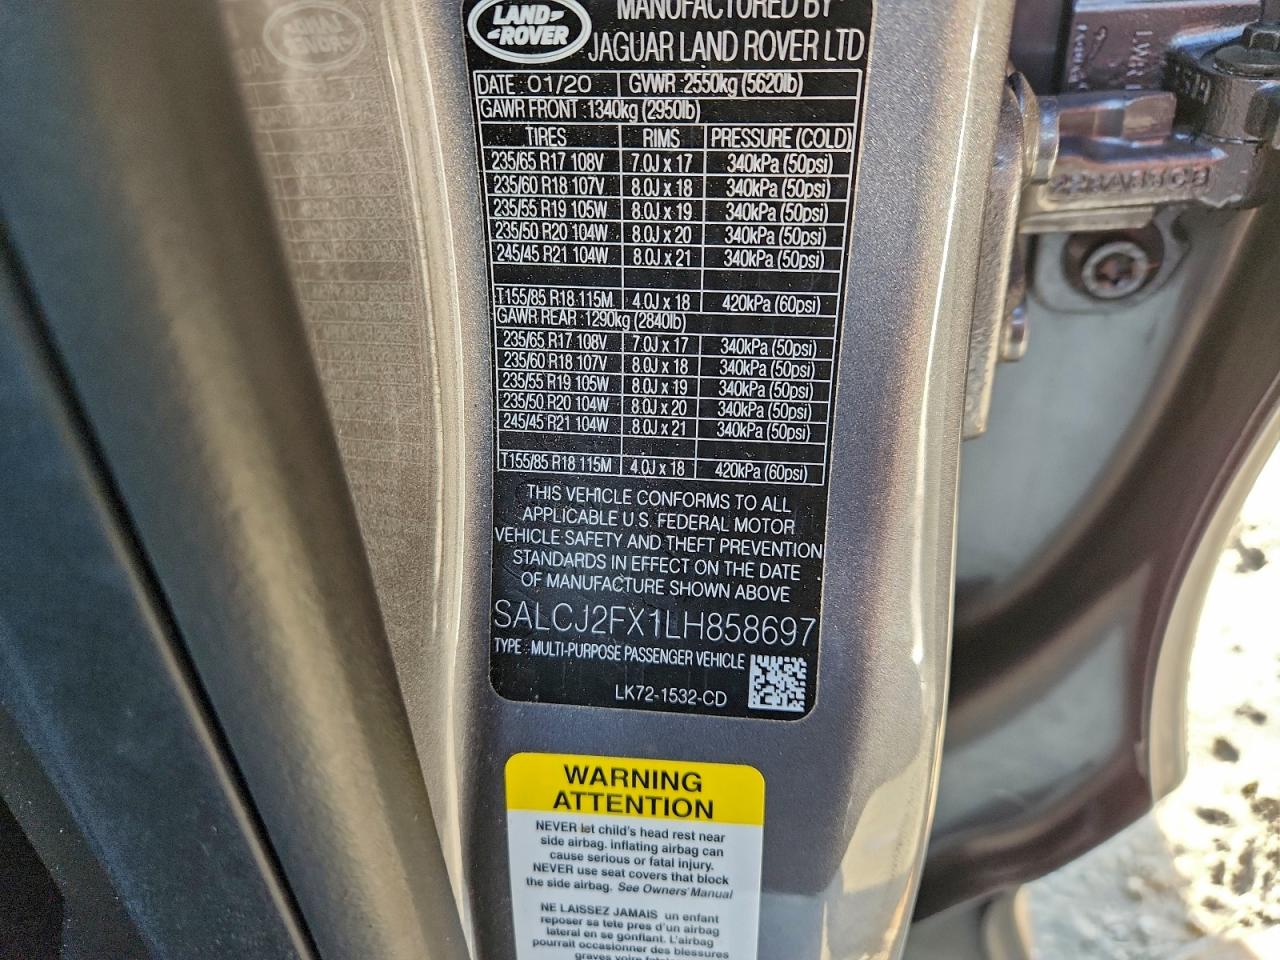 LAND-
-ROVER
MANUFACTURED BY
JAGUAR LAND ROVER LTD
DATE: 01/20 GVWR :2550kg (5620lb)
GAWR FRONT :1340kg (2950lb)
TIRES RIMS PRESSURE (COLD)
235/65 R17 108V 7.0J x 17 340kPa (50psi)
235/60 R18 107V 8.0J x 18 340kPa (50psi)
235/55 R19 105W 8.0J x 19 340kPa (50psi)
235/50 R20 104W 8.0J x 20 340kPa (50psi)
245/45 R21 104W 8.0J x 21 340kPa (50psi)
T155/85 R18 115M 4.0J x 18 420kPa (60psi)
GAWR REAR :1290kg (2840lb)
235/65 R17 108V 7.0J x 17 340kPa (50psi)
235/60 R18 107V 8.0J x 18 340kPa (50psi)
235/55 R19 105W 8.0J x 19 340kPa (50psi)
235/50 R20 104W 8.0J x 20 340kPa (50psi)
245/45 R21 104W 8.0J x 21 340kPa (50psi)
T155/85 R18 115M 4.0J x 18 420kPa (60psi)
THIS VEHICLE CONFORMS TO ALL
APPLICABLE U.S. FEDERAL MOTOR
VEHICLE SAFETY AND THEFT PREVENTION
STANDARDS IN EFFECT ON THE DATE
OF MANUFACTURE SHOWN ABOVE
SALCJ2FX1LH858697
TYPE :MULTI-PURPOSE PASSENGER VEHICLE
LK72-1532-CD
WARNING
ATTENTION
NEVER let child's head rest near
side airbag. inflating airbag can
cause serious or fatal injury.
NEVER use seat covers that block
the side airbag. See Owners' Manual
NE LAISSEZ JAMAIS un enfant
reposer sa tete pres d'un airbag
lateral en se gonflant. L'airbag
pourrait occasionner des blessures
graves voire